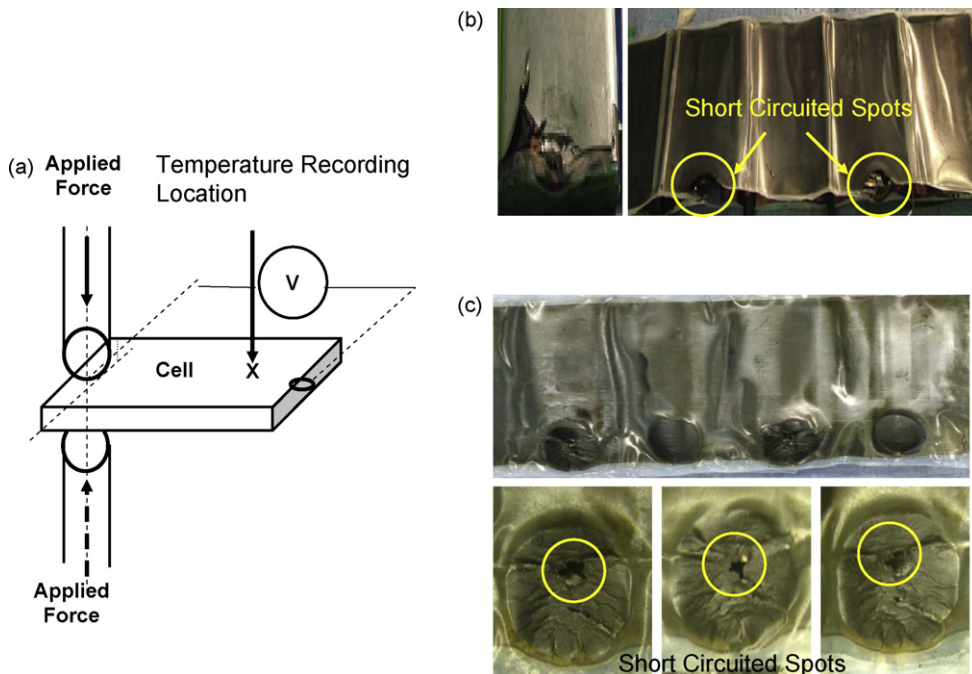 (a)
Applied
Force
Temperature Recording
Location
V
Cell
X
Applied
Force
(b)
Short Circuited Spots
(c)
Short Circuited Spots